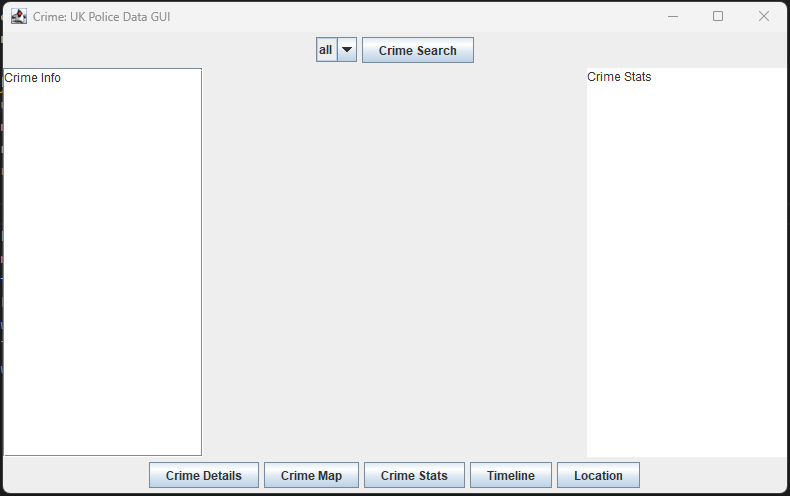 Crime: UK Police Data GUI
all Crime Search
Crime Info
Crime Stats
Crime Details Crime Map Crime Stats Timeline Location